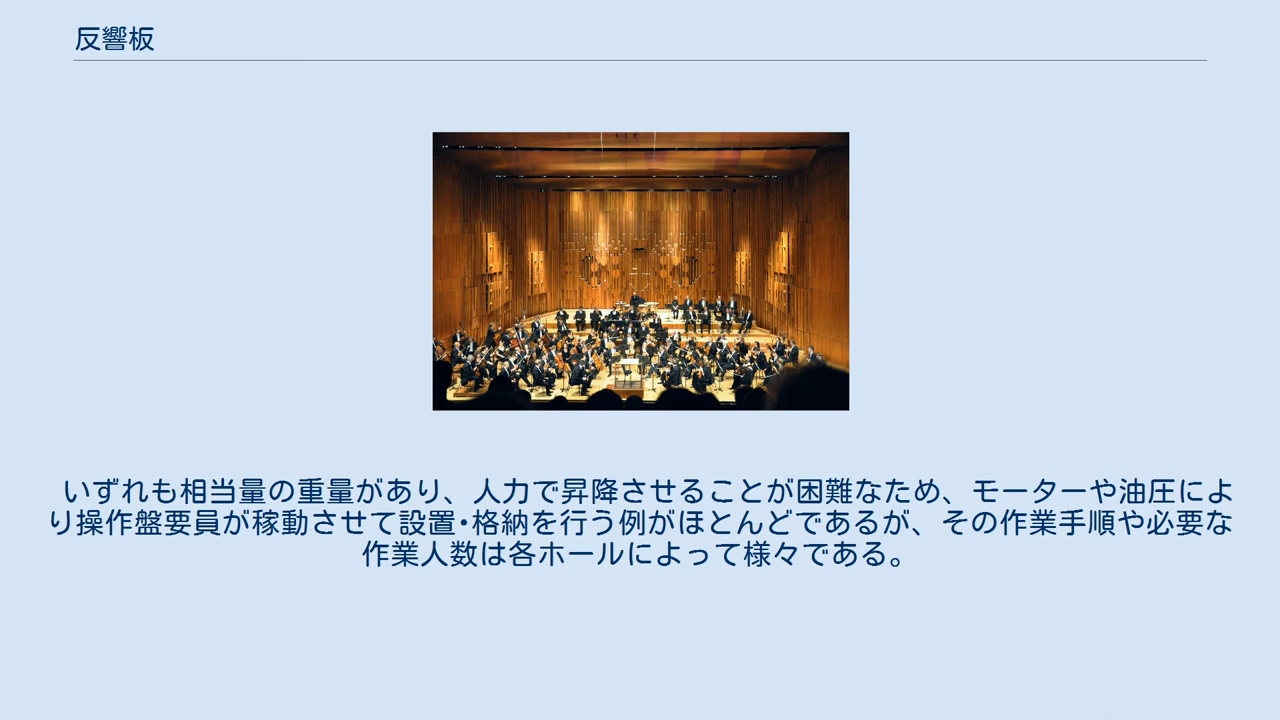 反響板
いずれも相当量の重量があり、人力で昇降させることが困難なため、モーターや油圧によ
り操作盤要員が稼動させて設置・格納を行う例がほとんどであるが、その作業手順や必要な
作業人数は各ホールによって様々である。